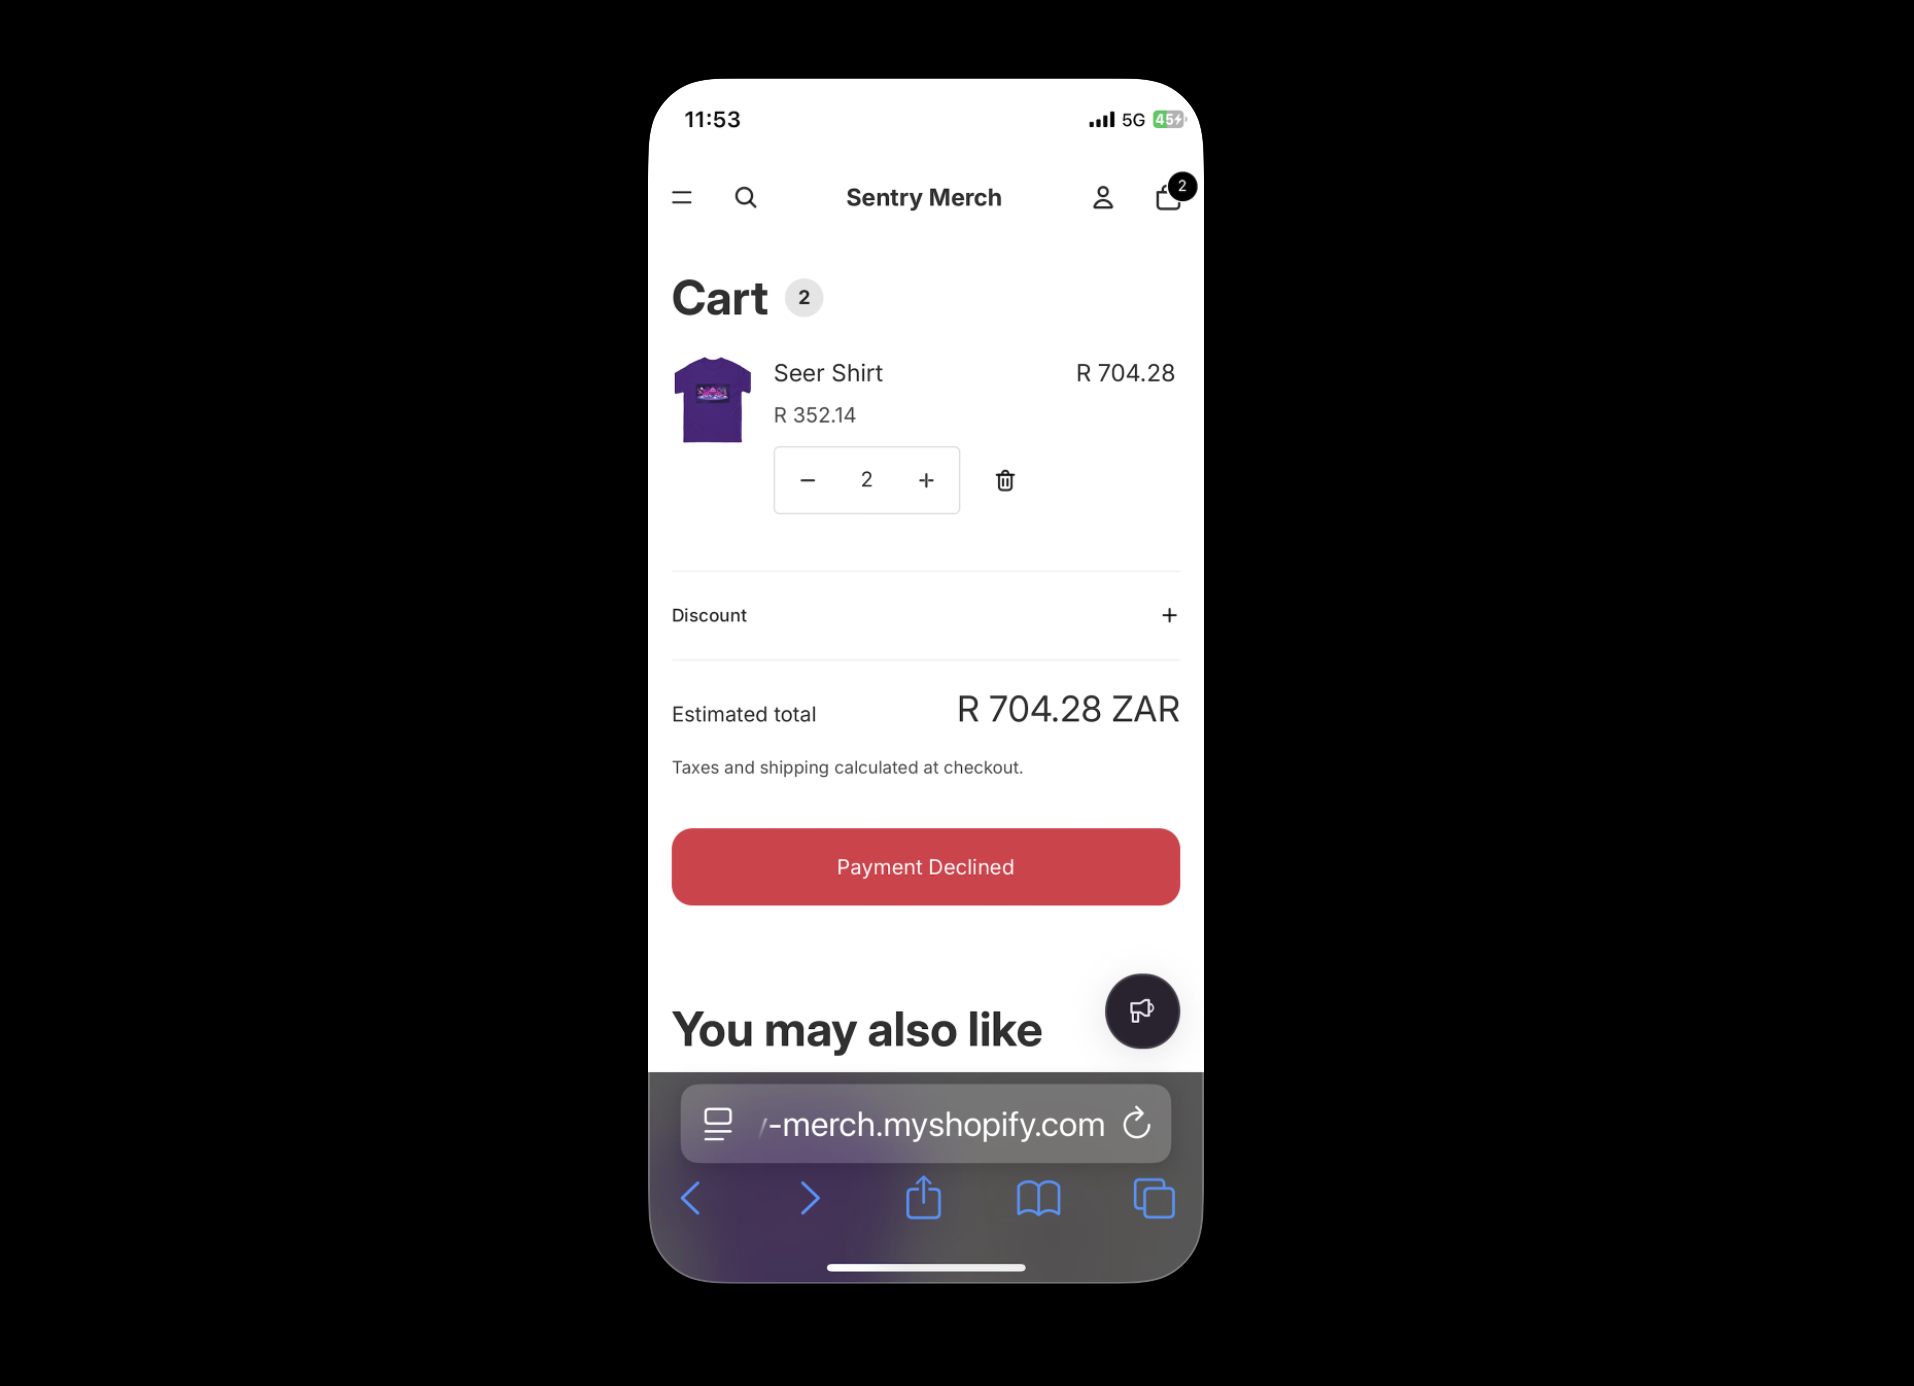 11:53
5G 45
Sentry Merch
2
Cart 2
Seer Shirt R 704.28
R 352.14
− 2 +
Discount +
Estimated total R 704.28 ZAR
Taxes and shipping calculated at checkout.
Payment Declined
You may also like
-merch.myshopify.com